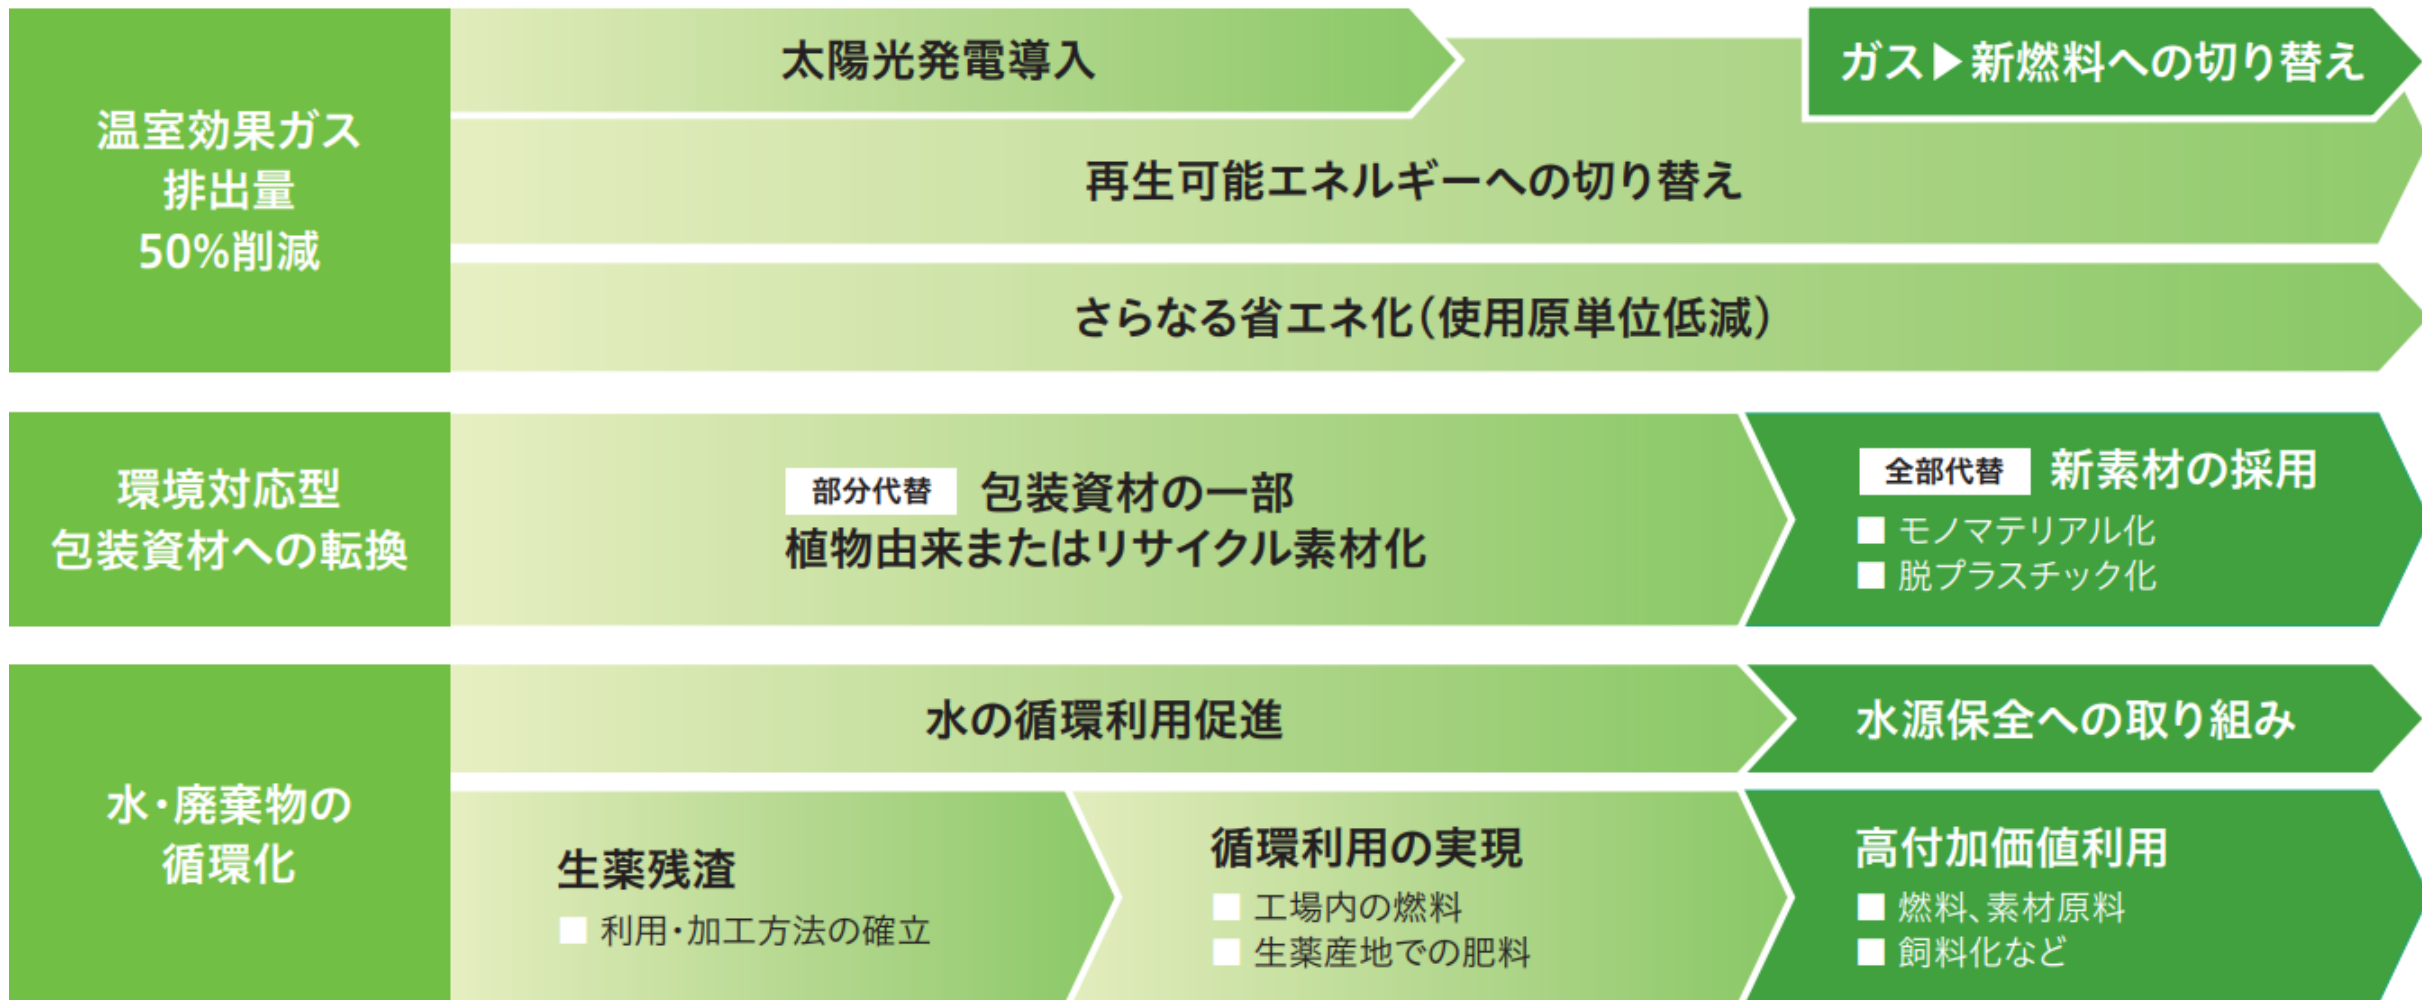 温室効果ガス
排出量
50%削減
太陽光発電導入
ガス▶新燃料への切り替え
再生可能エネルギーへの切り替え
さらなる省エネ化(使用原単位低減)
環境対応型
包装資材への転換
部分代替 包装資材の一部
植物由来またはリサイクル素材化
全部代替 新素材の採用
■ モノマテリアル化
■ 脱プラスチック化
水・廃棄物の
循環化
水の循環利用促進
水源保全への取り組み
生薬残渣
■ 利用・加工方法の確立
循環利用の実現
■ 工場内の燃料
■ 生薬産地での肥料
高付加価値利用
■ 燃料、素材原料
■ 飼料化など